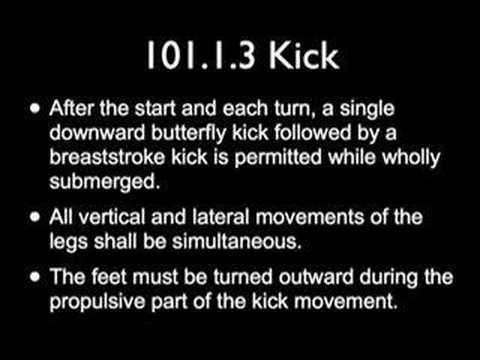 101.1.3 Kick
• After the start and each turn, a single
downward butterfly kick followed by a
breaststroke kick is permitted while wholly
submerged.
• All vertical and lateral movements of the
legs shall be simultaneous.
• The feet must be turned outward during the
propulsive part of the kick movement.